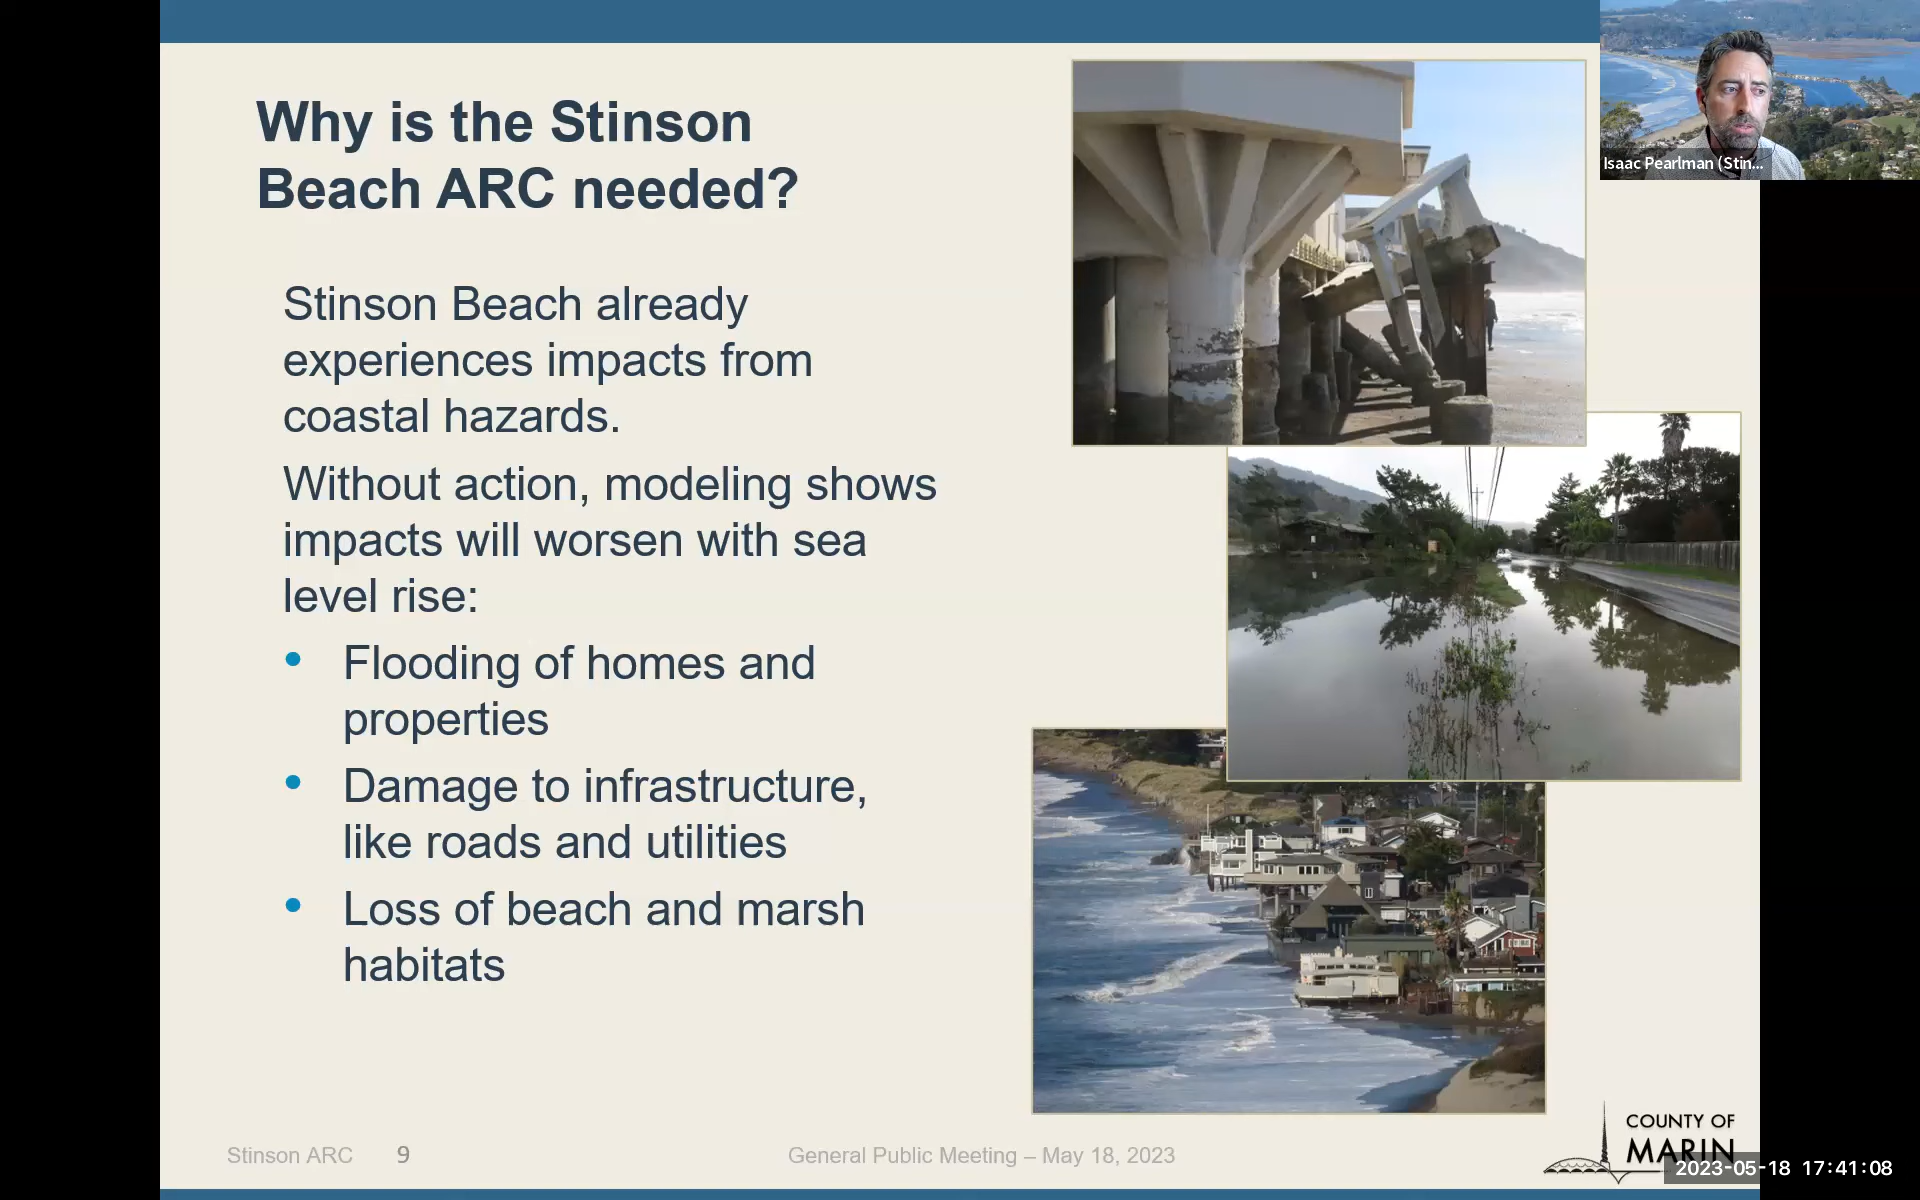 Why is the Stinson
Beach ARC needed?
Isaac Pearlman (Stin...
Stinson Beach already
experiences impacts from
coastal hazards.
Without action, modeling shows
impacts will worsen with sea
level rise:
• Flooding of homes and
properties
• Damage to infrastructure,
like roads and utilities
• Loss of beach and marsh
habitats
Stinson ARC 9
General Public Meeting – May 18, 2023
COUNTY OF
MARIN
2023-05-18 17:41:08